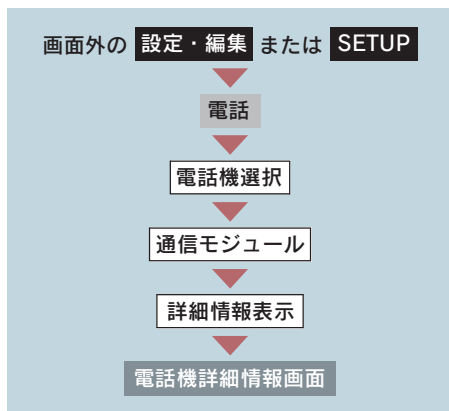 画面外の 設定・編集 または SETUP
電話
電話機選択
通信モジュール
詳細情報表示
電話機詳細情報画面